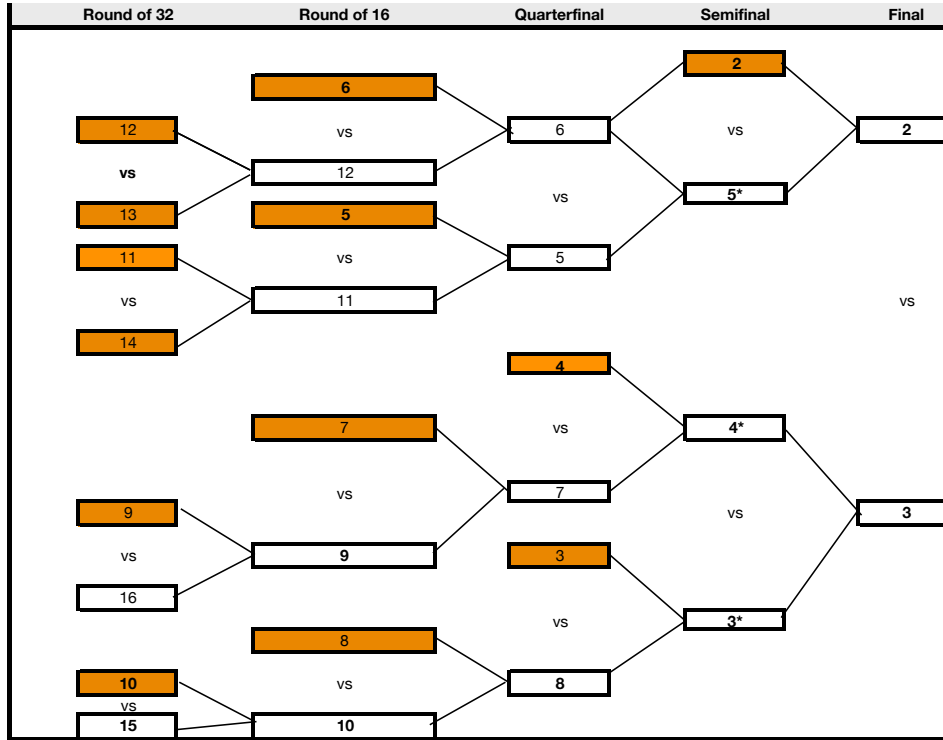 Round of 32 Round of 16 Quarterfinal Semifinal Final
2
6
12 vs 6 vs 2
vs 12
5*
13 5 vs
11 vs 5
vs 11 vs
14
4
7 vs 4*
vs 7
9 vs 3
vs 9 3
16
8 vs 3*
10 vs 8
vs
15 10